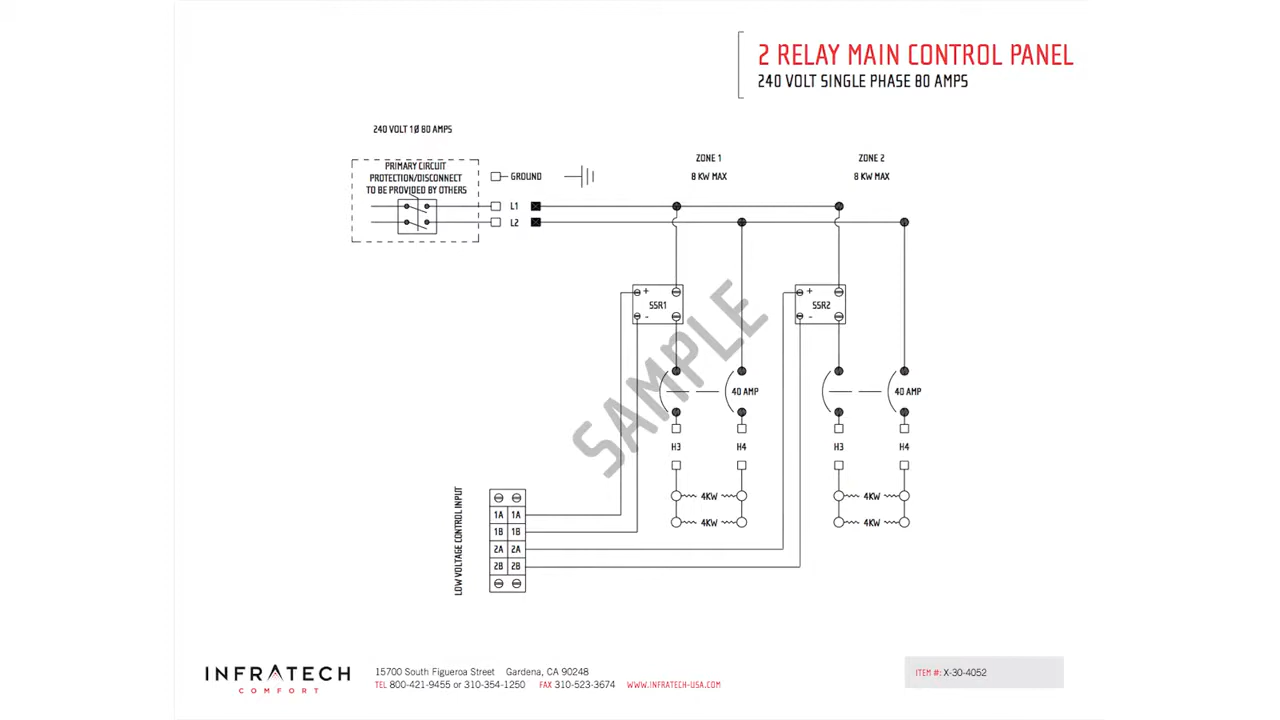 2 RELAY MAIN CONTROL PANEL
240 VOLT SINGLE PHASE 80 AMPS
240 VOLT 1Ø 80 AMPS
PRIMARY CIRCUIT
PROTECTION/DISCONNECT
TO BE PROVIDED BY OTHERS
GROUND
L1
L2
ZONE 1
8 KW MAX
ZONE 2
8 KW MAX
+
SSR1
-
+
SSR2
-
SAMPLE
40 AMP
40 AMP
H3 H4
H3 H4
4KW
4KW
4KW
4KW
LOW VOLTAGE CONTROL INPUT
1A 1A
1B 1B
2A 2A
2B 2B
INFRATECH
COMFORT
15700 South Figueroa Street Gardena, CA 90248
TEL 800-421-9455 or 310-354-1250 FAX 310-523-3674 WWW.INFRATECH-USA.COM
ITEM #: X-30-4052